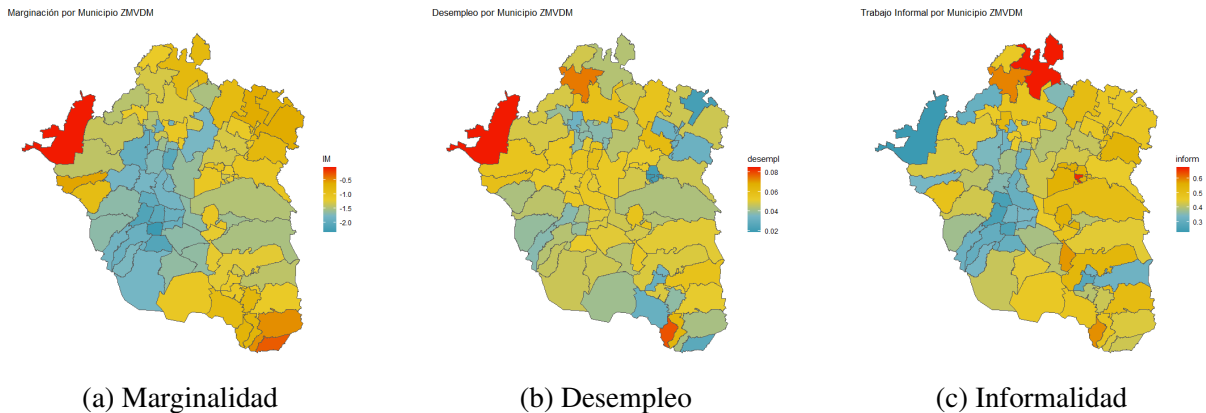 Marginación por Municipio ZMVDM
IM
-0.5
-1.0
-1.5
-2.0
(a) Marginalidad
Desempleo por Municipio ZMVDM
desempl
0.08
0.06
0.04
0.02
(b) Desempleo
Trabajo Informal por Municipio ZMVDM
inform
0.6
0.5
0.4
0.3
(c) Informalidad